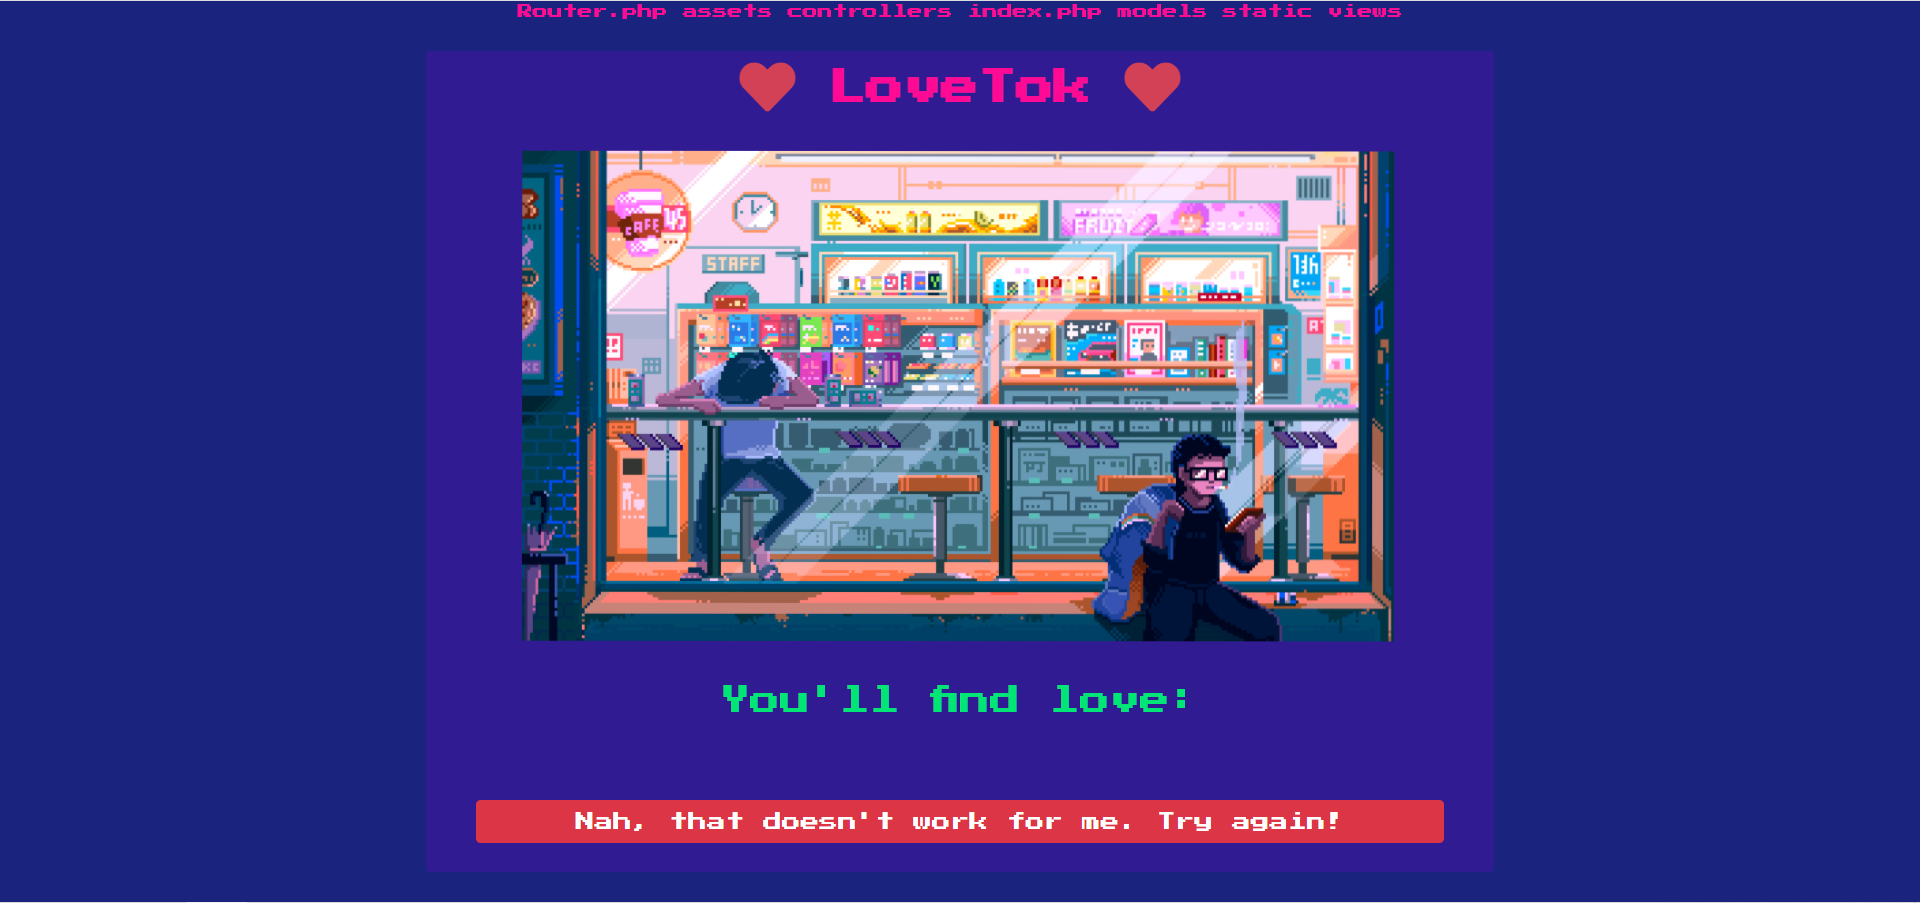 Router.php assets controllers index.php models static views
LoveTok
CAFE
STAFF
FRUIT
You'll find love:
Nah, that doesn't work for me. Try again!